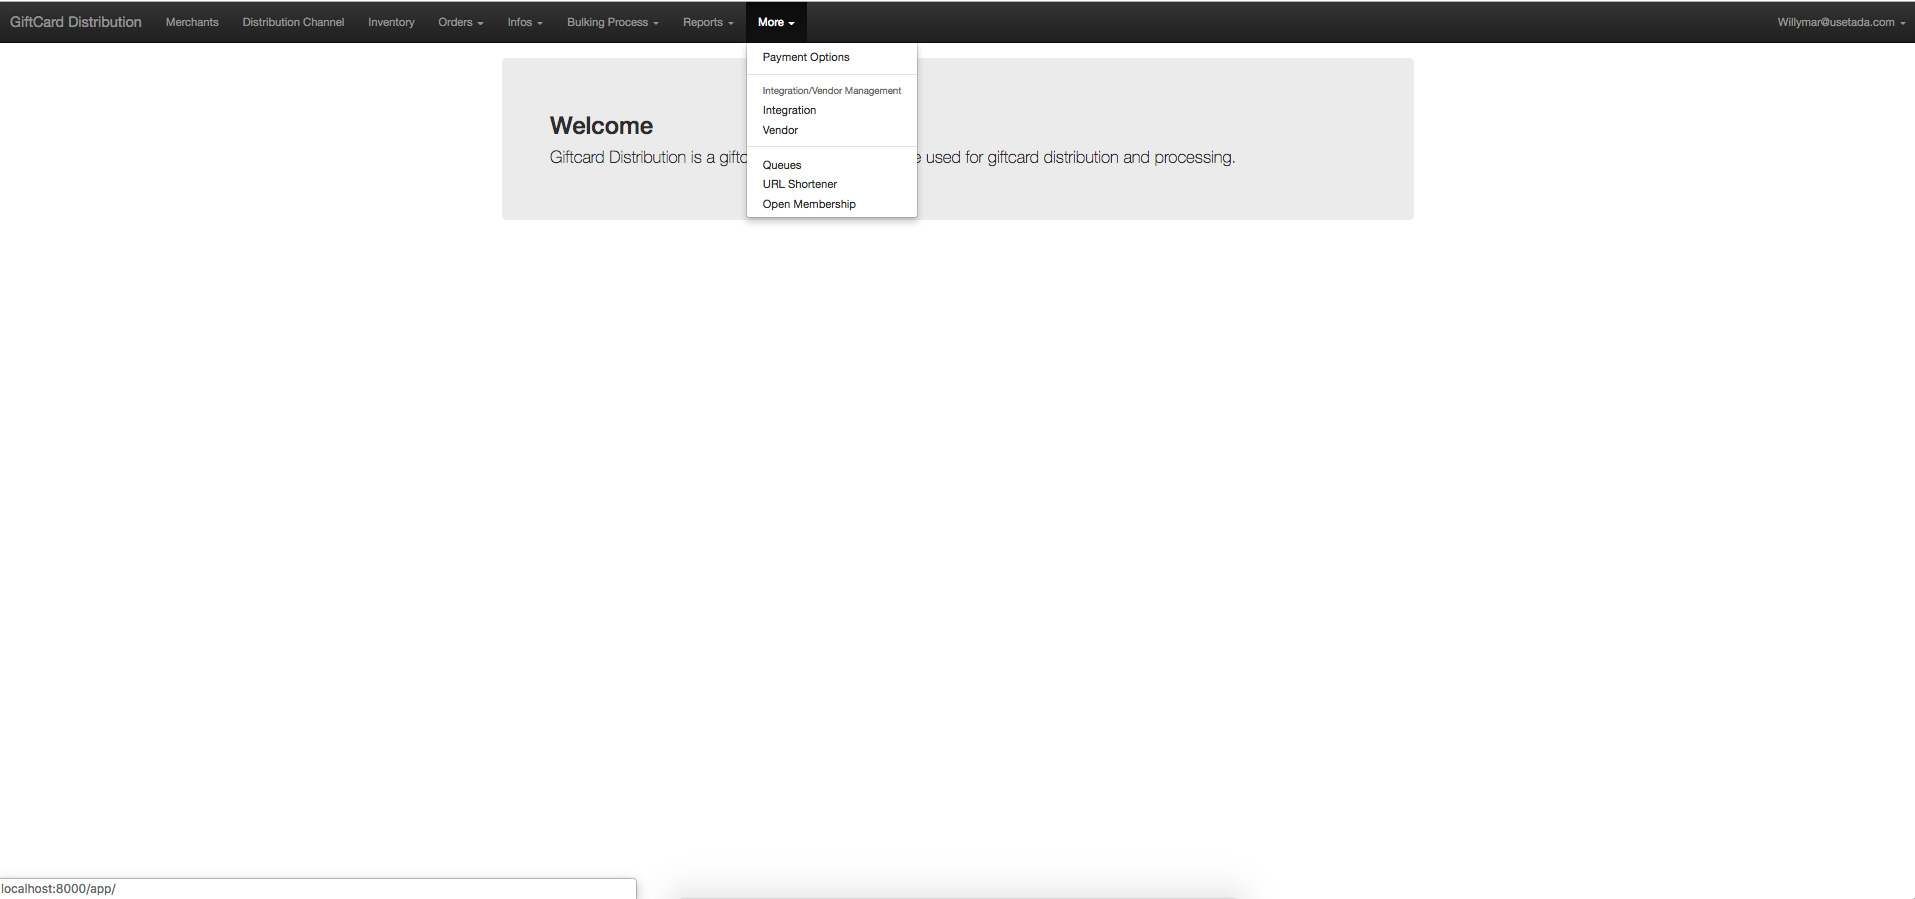 GiftCard Distribution Merchants Distribution Channel Inventory Orders Infos Bulking Process Reports More Willymar@usetada.com
Payment Options
Integration/Vendor Management
Integration
Vendor
Queues
URL Shortener
Open Membership
Welcome
Giftcard Distribution is a used for giftcard distribution and processing.
localhost:8000/app/